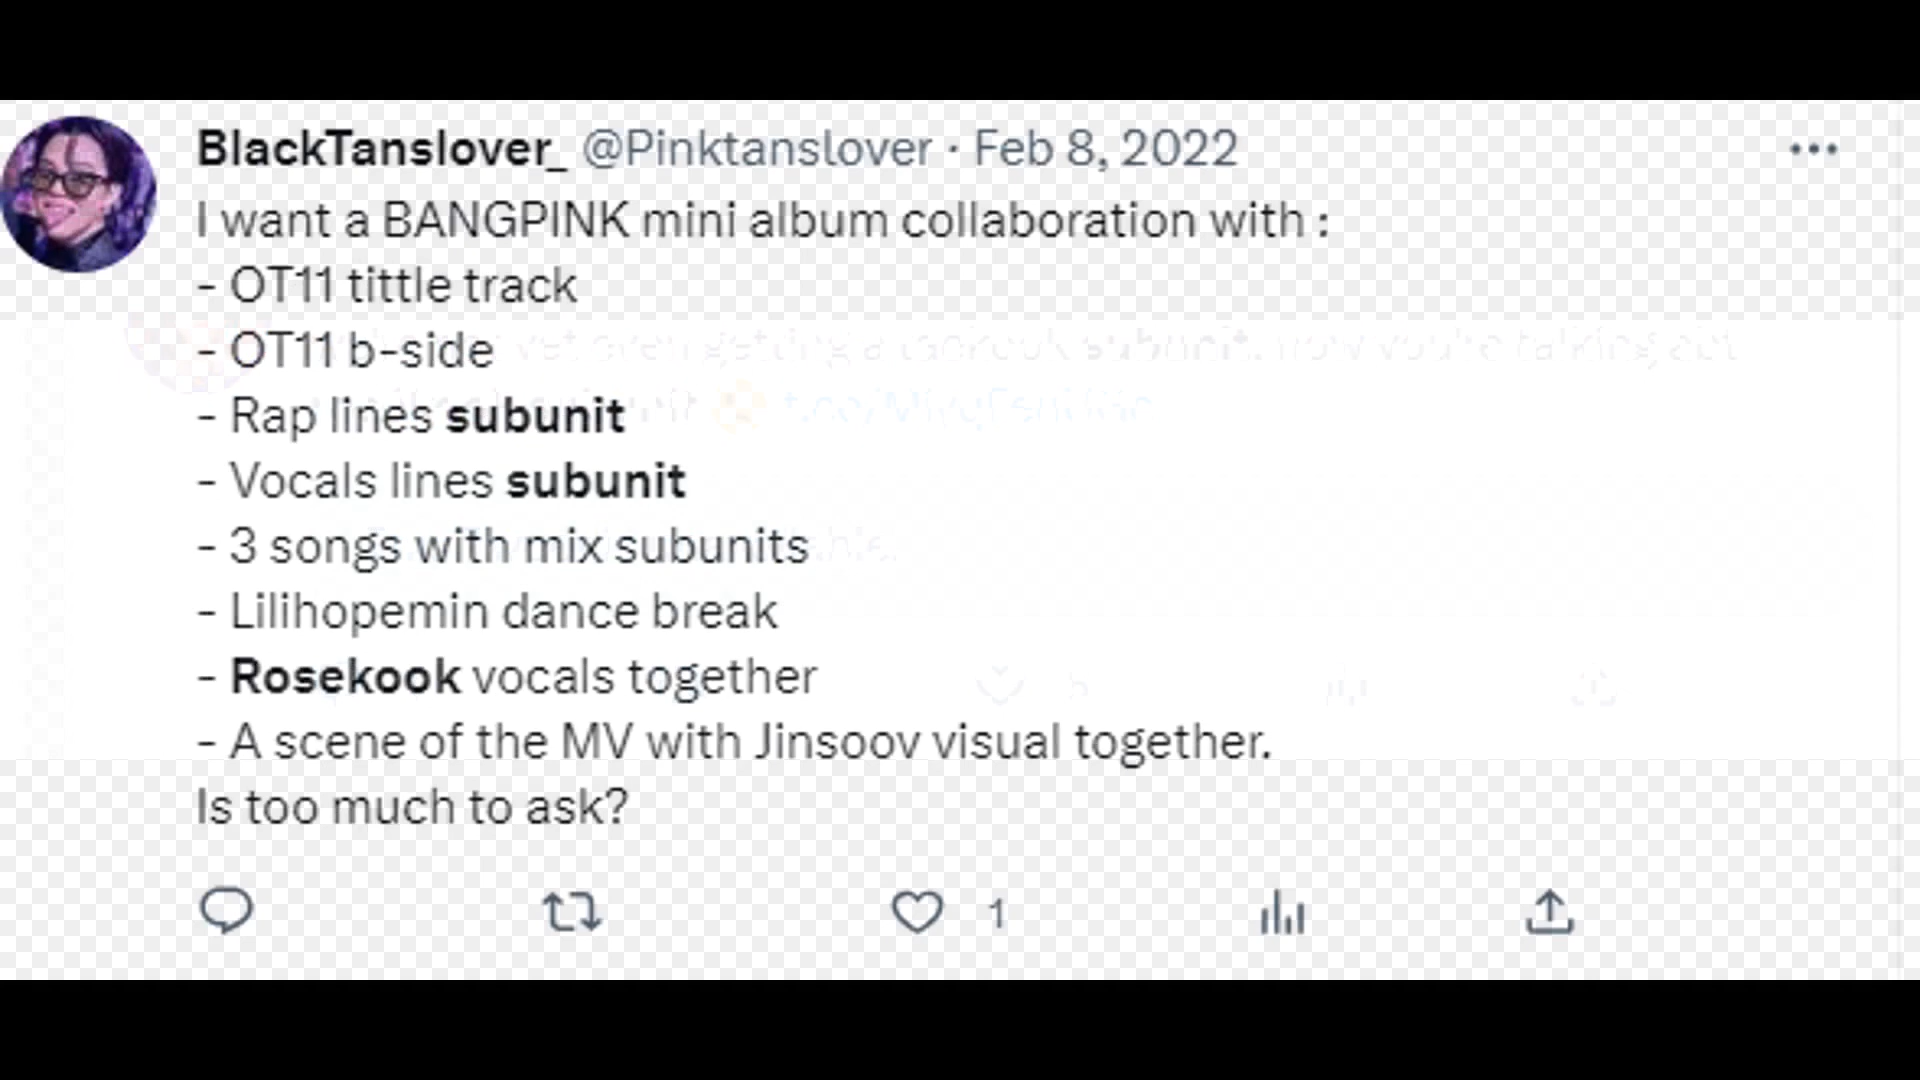 BlackTanslover_ @Pinktanslover · Feb 8, 2022
I want a BANGPINK mini album collaboration with :
- OT11 tittle track
- OT11 b-side
- Rap lines subunit
- Vocals lines subunit
- 3 songs with mix subunits
- Lilihopemin dance break
- Rosekook vocals together
- A scene of the MV with Jinsoov visual together.
Is too much to ask?
1